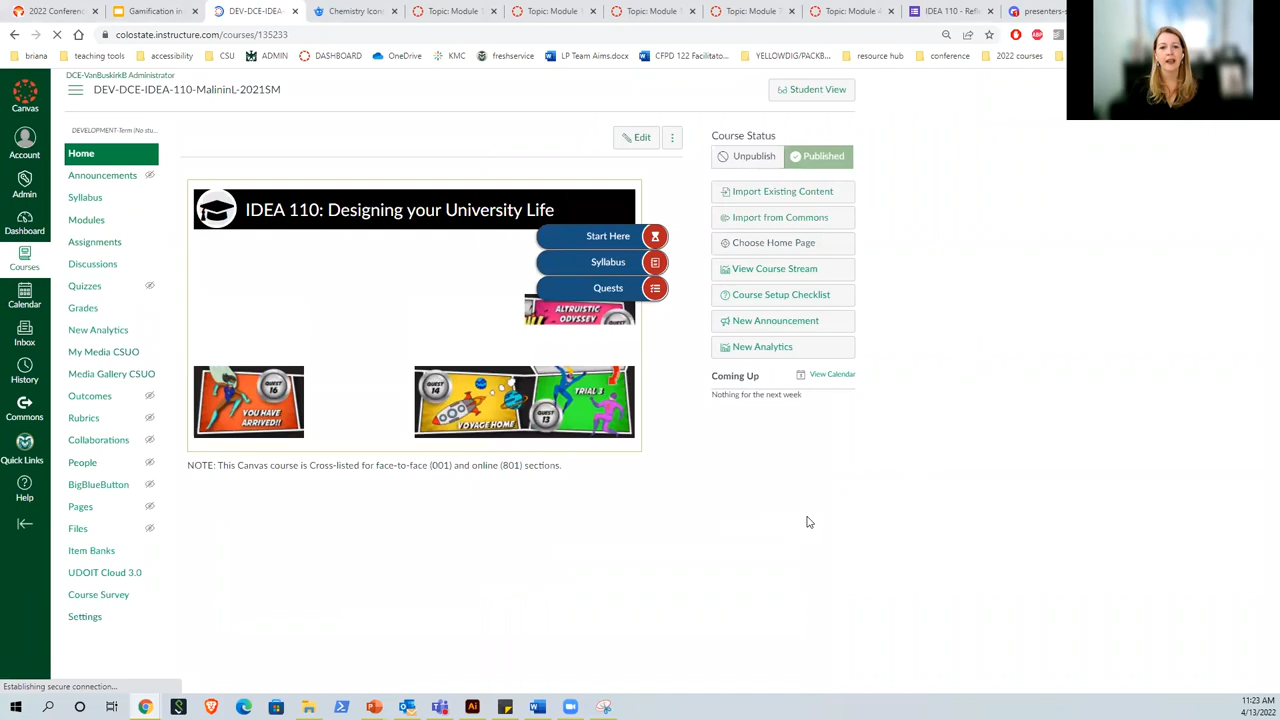 2022 Conferenc
Gamification in
DEV-DCE-IDEA-
Chemistry Icon
Topic: Module 1
Topic: Module
Topic: Module
Topic: Module
Topic: Module
IDEA 110 - Refl
presenters-s
colostate.instructure.com/courses/135233
briana
teaching tools
accessibility
CSU
ADMIN
DASHBOARD
OneDrive
KMC
freshservice
LP Team Aims.docx
CFPD 122 Facilitato...
YELLOWDIG/PACKB...
resource hub
conference
2022 courses
DCE-VanBuskirkB Administrator
DEV-DCE-IDEA-110-MalininL-2021SM
Student View
Canvas
Account
Admin
Dashboard
Courses
Calendar
Inbox
History
Commons
Quick Links
Help
DEVELOPMENT-Term (No stu...
Home
Announcements
Syllabus
Modules
Assignments
Discussions
Quizzes
Grades
New Analytics
My Media CSUO
Media Gallery CSUO
Outcomes
Rubrics
Collaborations
People
BigBlueButton
Pages
Files
Item Banks
UDOIT Cloud 3.0
Course Survey
Settings
Edit
IDEA 110: Designing your University Life
Start Here
Syllabus
Quests
ALTRUISTIC
ODYSSEY
QUEST
QUEST
16
YOU HAVE
ARRIVED!!
QUEST
14
VOYAGE HOME
QUEST
13
TRIAL 3
NOTE: This Canvas course is Cross-listed for face-to-face (001) and online (801) sections.
Course Status
Unpublish
Published
Import Existing Content
Import from Commons
Choose Home Page
View Course Stream
Course Setup Checklist
New Announcement
New Analytics
Coming Up
View Calendar
Nothing for the next week
Establishing secure connection...
11:23 AM
4/13/2022